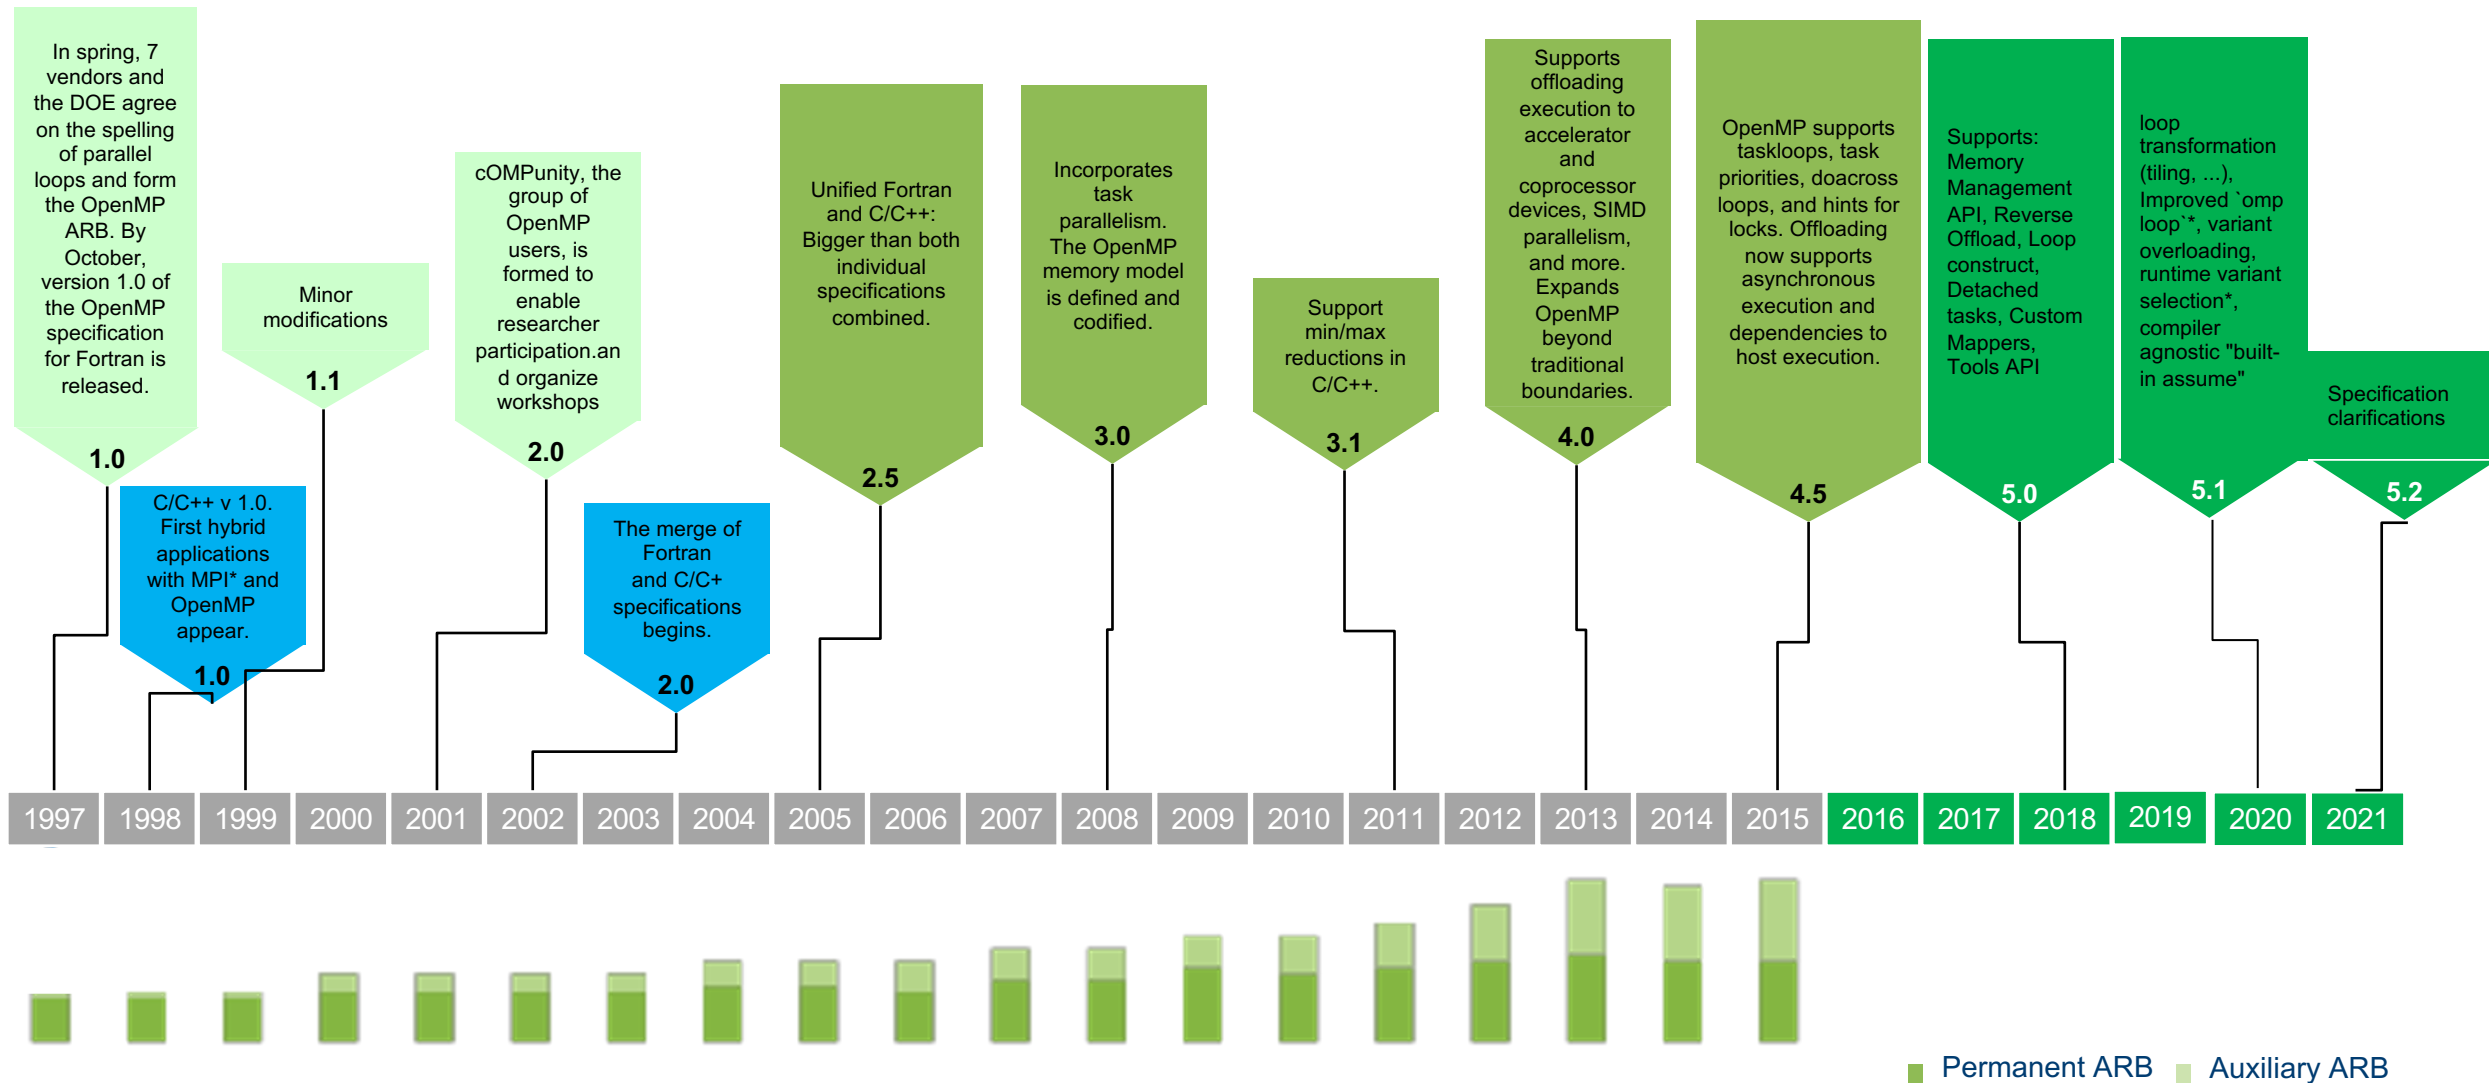 In spring, 7
vendors and
the DOE agree
on the spelling
of parallel
loops and form
the OpenMP
ARB. By
October,
version 1.0 of
the OpenMP
specification
for Fortran is
released.
1.0
C/C++ v 1.0.
First hybrid
applications
with MPI* and
OpenMP
appear.
1.0
Minor
modifications
1.1
cOMPunity, the
group of
OpenMP
users, is
formed to
enable
researcher
participation.an
d organize
workshops
2.0
The merge of
Fortran
and C/C+
specifications
begins.
2.0
Unified Fortran
and C/C++:
Bigger than both
individual
specifications
combined.
2.5
Incorporates
task
parallelism.
The OpenMP
memory model
is defined and
codified.
3.0
Support
min/max
reductions in
C/C++.
3.1
Supports
offloading
execution to
accelerator
and
coprocessor
devices, SIMD
parallelism,
and more.
Expands
OpenMP
beyond
traditional
boundaries.
4.0
OpenMP supports
taskloops, task
priorities, doacross
loops, and hints for
locks. Offloading
now supports
asynchronous
execution and
dependencies to
host execution.
4.5
Supports:
Memory
Management
API, Reverse
Offload, Loop
construct,
Detached
tasks, Custom
Mappers,
Tools API
5.0
loop
transformation
(tiling, ...),
Improved `omp
loop`*, variant
overloading,
runtime variant
selection*,
compiler
agnostic "built-
in assume"
5.1
Specification
clarifications
5.2
1997 1998 1999 2000 2001 2002 2003 2004 2005 2006 2007 2008 2009 2010 2011 2012 2013 2014 2015 2016 2017 2018 2019 2020 2021
Permanent ARB Auxiliary ARB